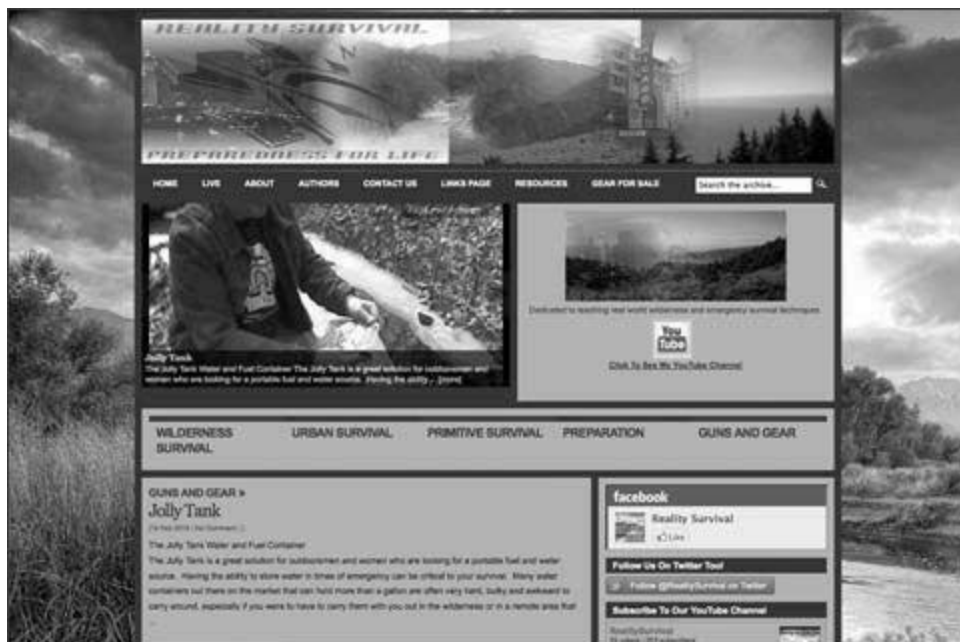 REALITY SURVIVAL
PREPAREDNESS FOR LIFE
HOME LIVE ABOUT AUTHORS CONTACT US LINKS PAGE RESOURCES GEAR FOR SALE Search the archive...
Jolly Tank
The Jolly Tank Water and Fuel Container The Jolly Tank is a great solution for outdoorsmen and
women who are looking for a portable fuel and water source. Having the ability ... [more]
Dedicated to teaching real world wilderness and emergency survival techniques
You
Tube
Click To See My YouTube Channel
WILDERNESS SURVIVAL
URBAN SURVIVAL
PRIMITIVE SURVIVAL
PREPARATION
GUNS AND GEAR
GUNS AND GEAR »
Jolly Tank
The Jolly Tank Water and Fuel Container
The Jolly Tank is a great solution for outdoorsmen and women who are looking for a portable fuel and water
source. Having the ability to store water in times of emergency can be critical to your survival. Many water
containers out there on the market that can hold more than a gallon are often very hard, bulky and awkward to
carry around, especially if you were to have to carry them with you out in the wilderness or in a remote area that
...
facebook
Reality Survival
Like
Follow Us On Twitter Too!
Follow @RealitySurvival on Twitter
Subscribe To Our YouTube Channel
RealitySurvival